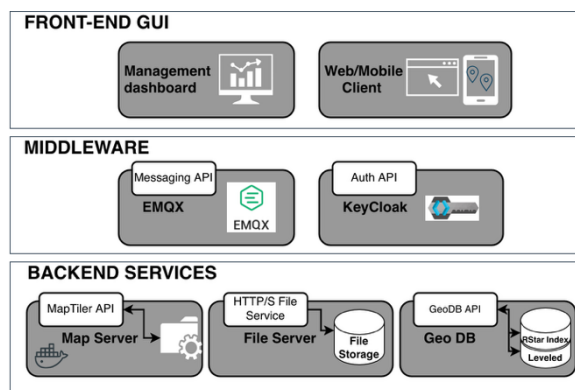 FRONT-END GUI
Management
dashboard
Web/Mobile
Client
MIDDLEWARE
Messaging API
EMQX
EMQX
Auth API
KeyCloak
BACKEND SERVICES
MapTiler API
Map Server
HTTP/S File
Service
File Server
File
Storage
GeoDB API
Geo DB
RStar Index
Leveled